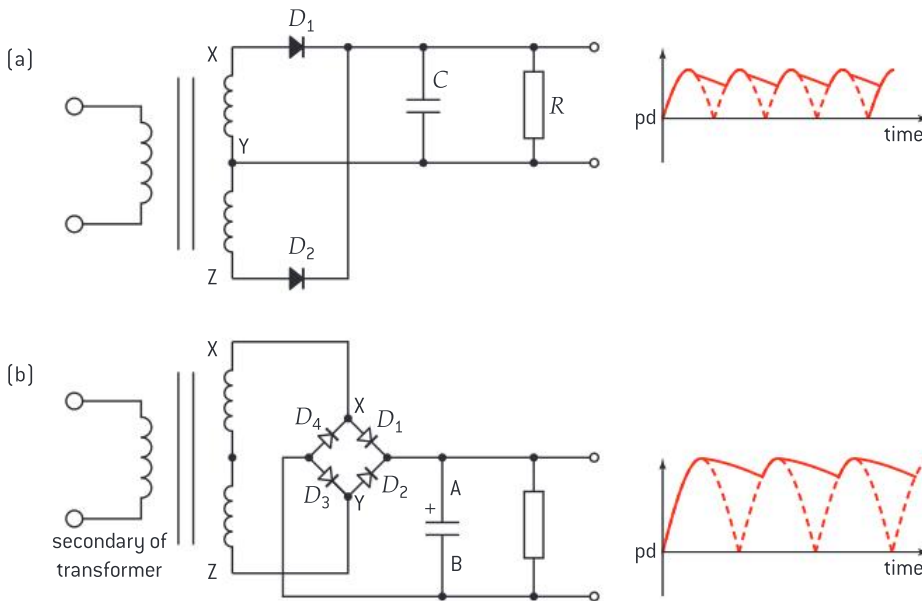 (a)
D₁
X
C
R
Y
D₂
Z
pd
time
(b)
X
X
D₄
D₁
D₃
D₂
Y
A
+
B
Z
secondary of
transformer
pd
time